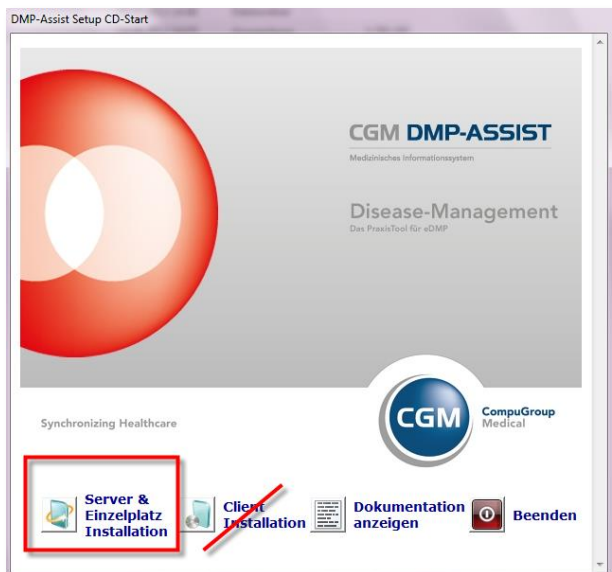 DMP-Assist Setup CD-Start
CGM DMP-ASSIST
Medizinisches Informationssystem
Disease-Management
Das PraxisTool für eDMP
Synchronizing Healthcare
CGM
CompuGroup
Medical
Server &
Einzelplatz
Installation
Client
Installation
Dokumentation
anzeigen
Beenden